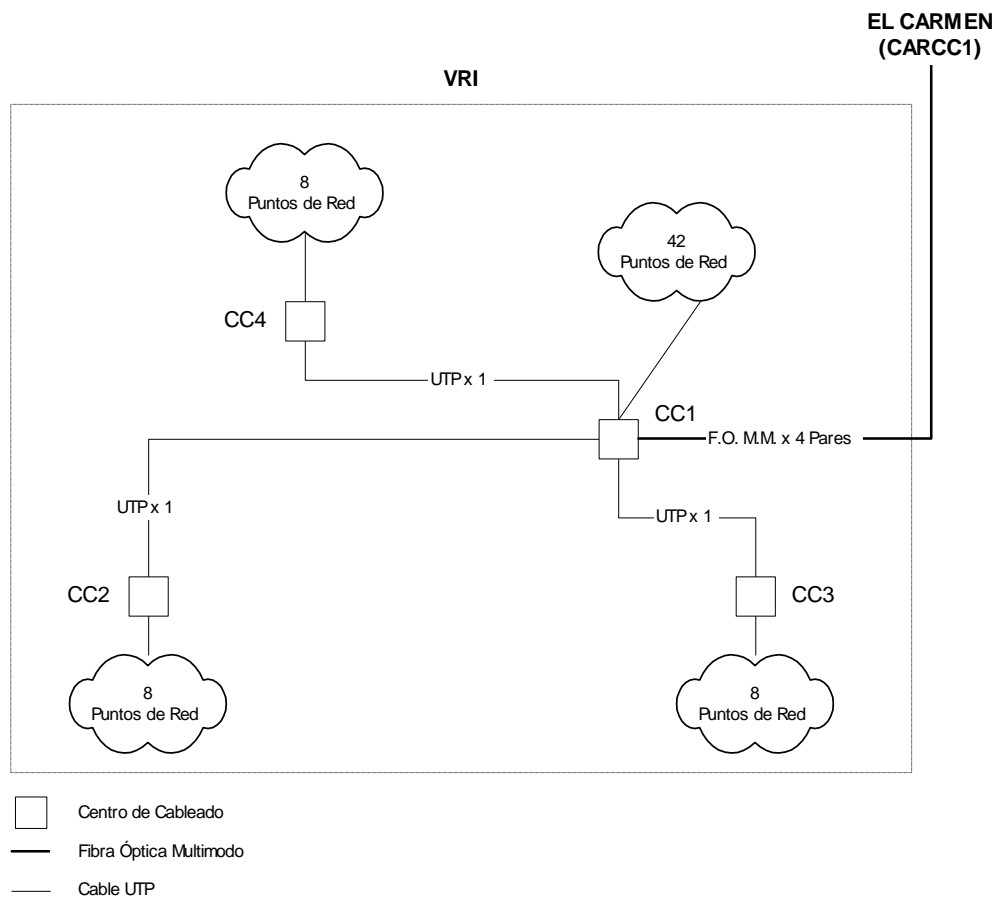 EL CARMEN
(CARCC1)
VRI
8
Puntos de Red
42
Puntos de Red
CC4
UTP x 1
CC1
F.O. M.M. x 4 Pares
UTP x 1
UTP x 1
CC2
CC3
8
Puntos de Red
8
Puntos de Red
Centro de Cableado
Fibra Óptica Multimodo
Cable UTP